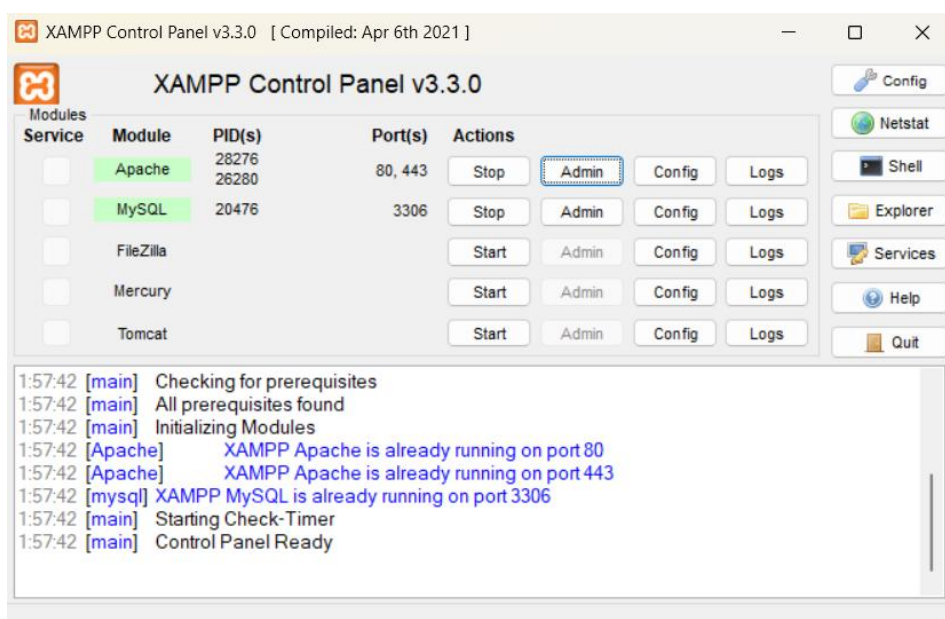 XAMPP Control Panel v3.3.0 [ Compiled: Apr 6th 2021 ]
XAMPP Control Panel v3.3.0
Config
Modules
Service Module PID(s) Port(s) Actions
Netstat
Apache 28276 26280 80, 443 Stop Admin Config Logs
Shell
MySQL 20476 3306 Stop Admin Config Logs
Explorer
FileZilla Start Admin Config Logs
Services
Mercury Start Admin Config Logs
Help
Tomcat Start Admin Config Logs
Quit
1:57:42 [main] Checking for prerequisites
1:57:42 [main] All prerequisites found
1:57:42 [main] Initializing Modules
1:57:42 [Apache] XAMPP Apache is already running on port 80
1:57:42 [Apache] XAMPP Apache is already running on port 443
1:57:42 [mysql] XAMPP MySQL is already running on port 3306
1:57:42 [main] Starting Check-Timer
1:57:42 [main] Control Panel Ready